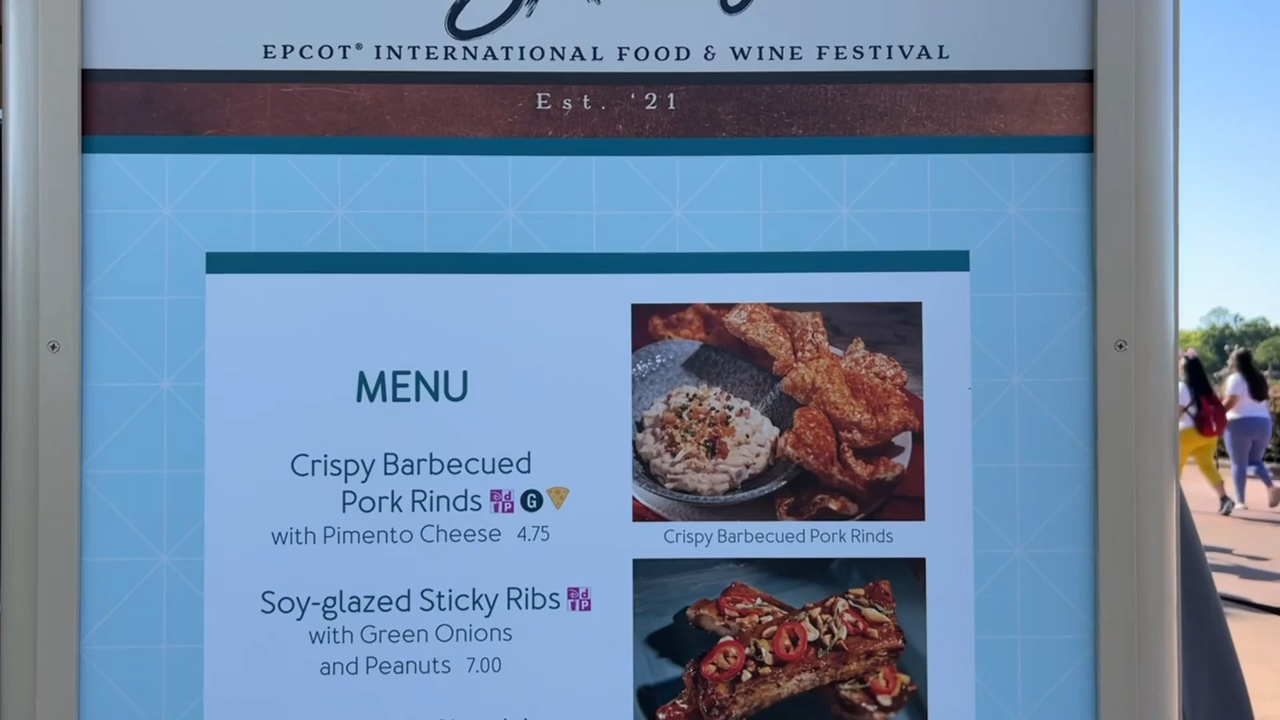 EPCOT® INTERNATIONAL FOOD & WINE FESTIVAL
Est. '21
MENU
Crispy Barbecued
Pork Rinds G
with Pimento Cheese 4.75
Crispy Barbecued Pork Rinds
Soy-glazed Sticky Ribs
with Green Onions
and Peanuts 7.00